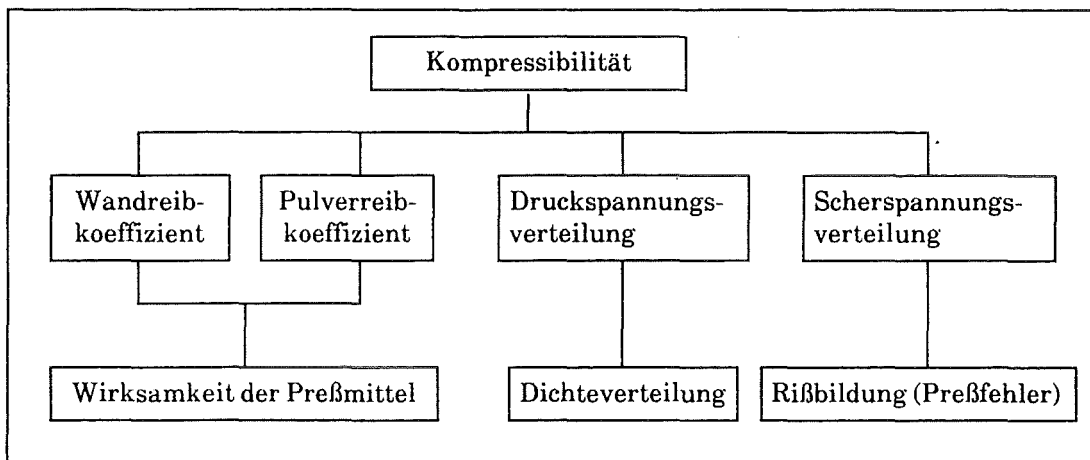 Kompressibilität
Wandreib-
koeffizient
Pulverreib-
koeffizient
Druckspannungs-
verteilung
Scherspannungs-
verteilung
Wirksamkeit der Preßmittel
Dichteverteilung
Rißbildung (Preßfehler)